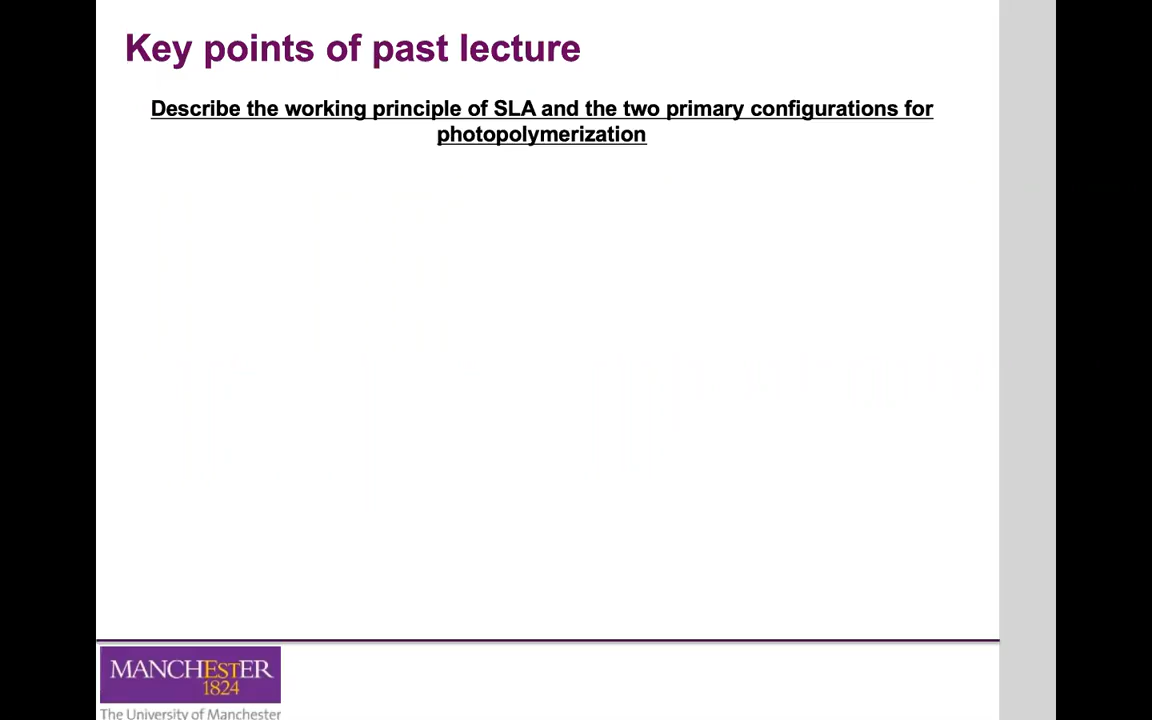 Key points of past lecture
Describe the working principle of SLA and the two primary configurations for
photopolymerization
MANCHESTER
1824
The University of Manchester